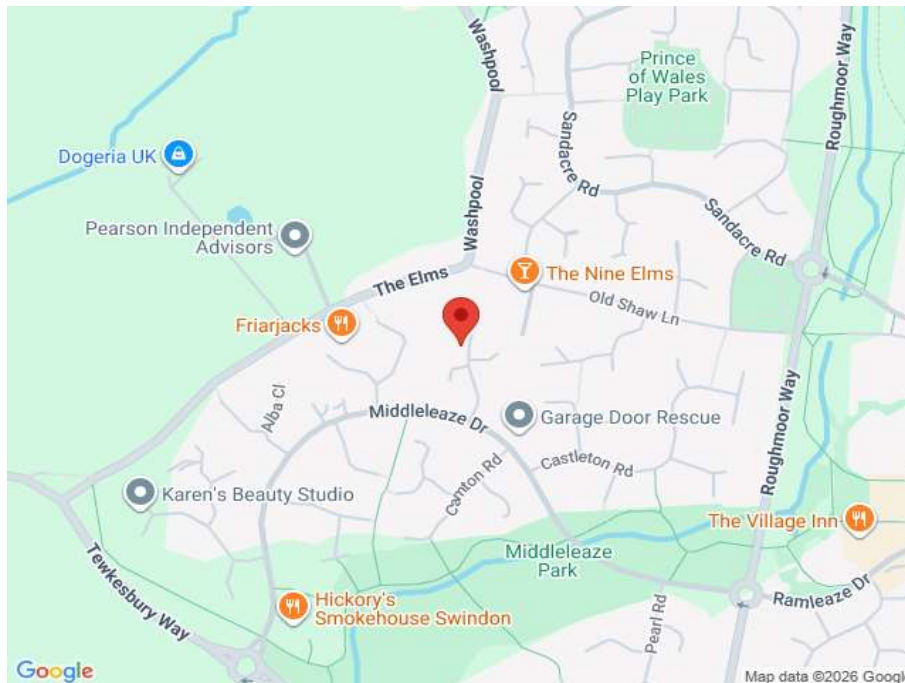 Washpool
Prince
of Wales
Play Park
Roughmoor Way
Sandacre Rd
Dogeria UK
Washpool
Sandacre Rd
Pearson Independent
Advisors
The Elms
The Nine Elms
Old Shaw Ln
Friarjacks
Roughmoor Way
Alba Cl
Middleleaze Dr
Garage Door Rescue
Camton Rd
Castleton Rd
Karen's Beauty Studio
The Village Inn
Middleleaze
Park
Tewkesbury Way
Hickory's
Smokehouse Swindon
Pearl Rd
Ramleaze Dr
Google
Map data ©2026 Google